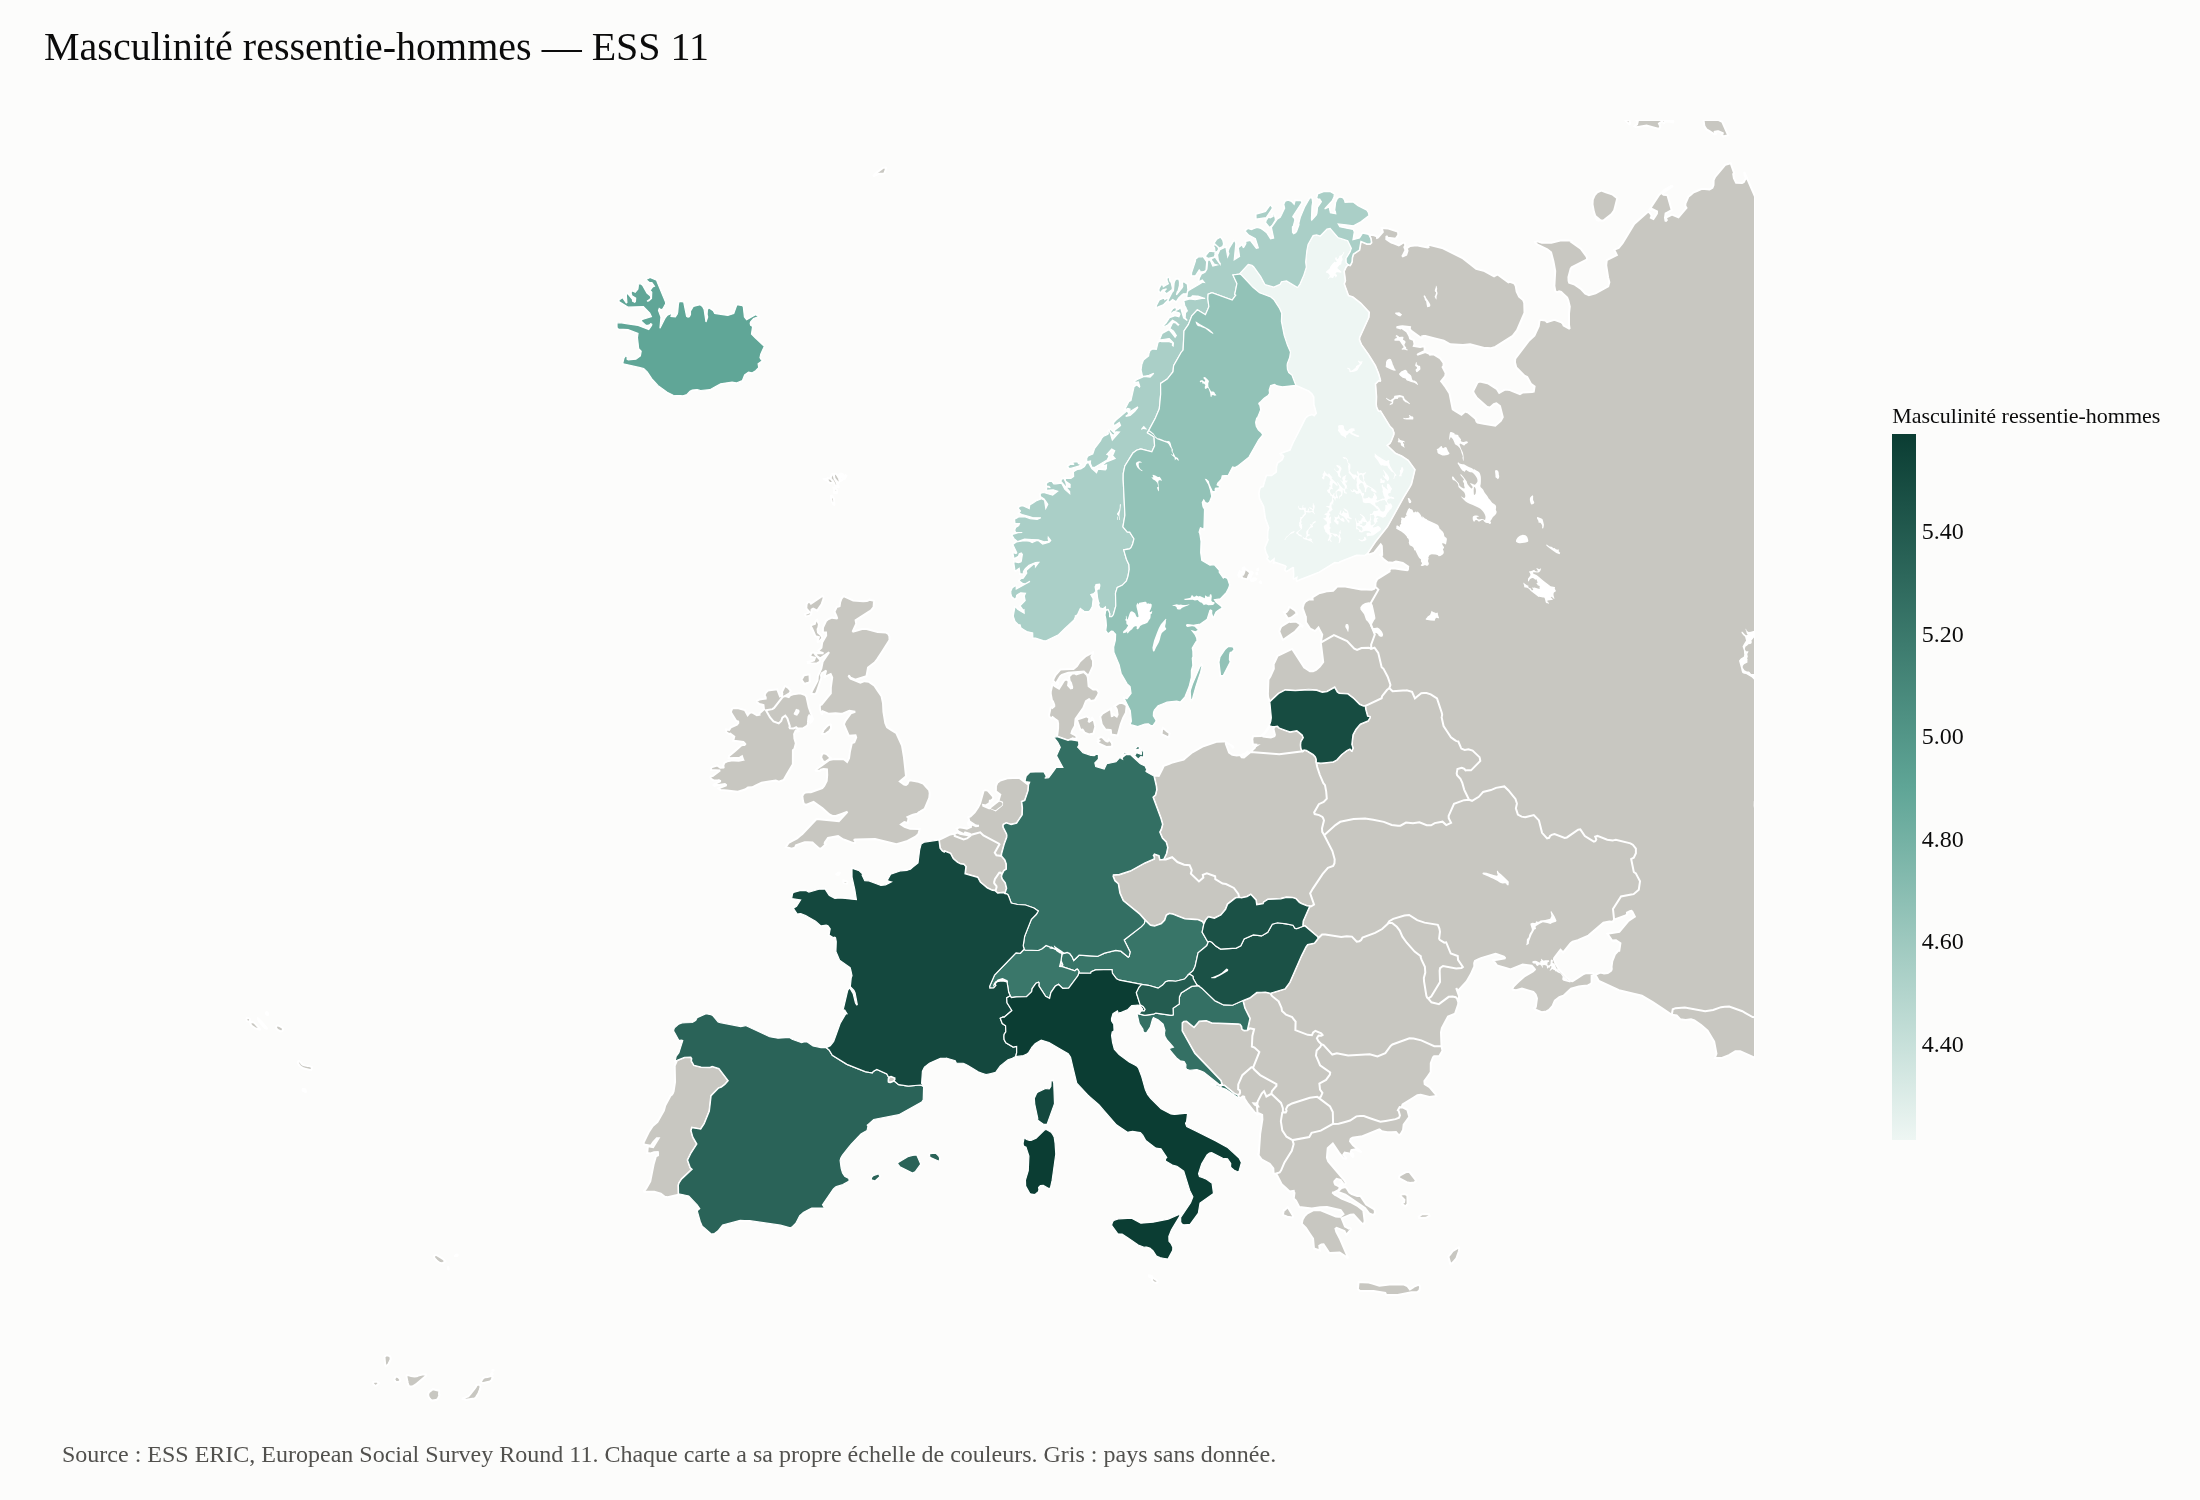 Masculinité ressentie-hommes — ESS 11
Masculinité ressentie-hommes
5.40
5.20
5.00
4.80
4.60
4.40
Source : ESS ERIC, European Social Survey Round 11. Chaque carte a sa propre échelle de couleurs. Gris : pays sans donnée.